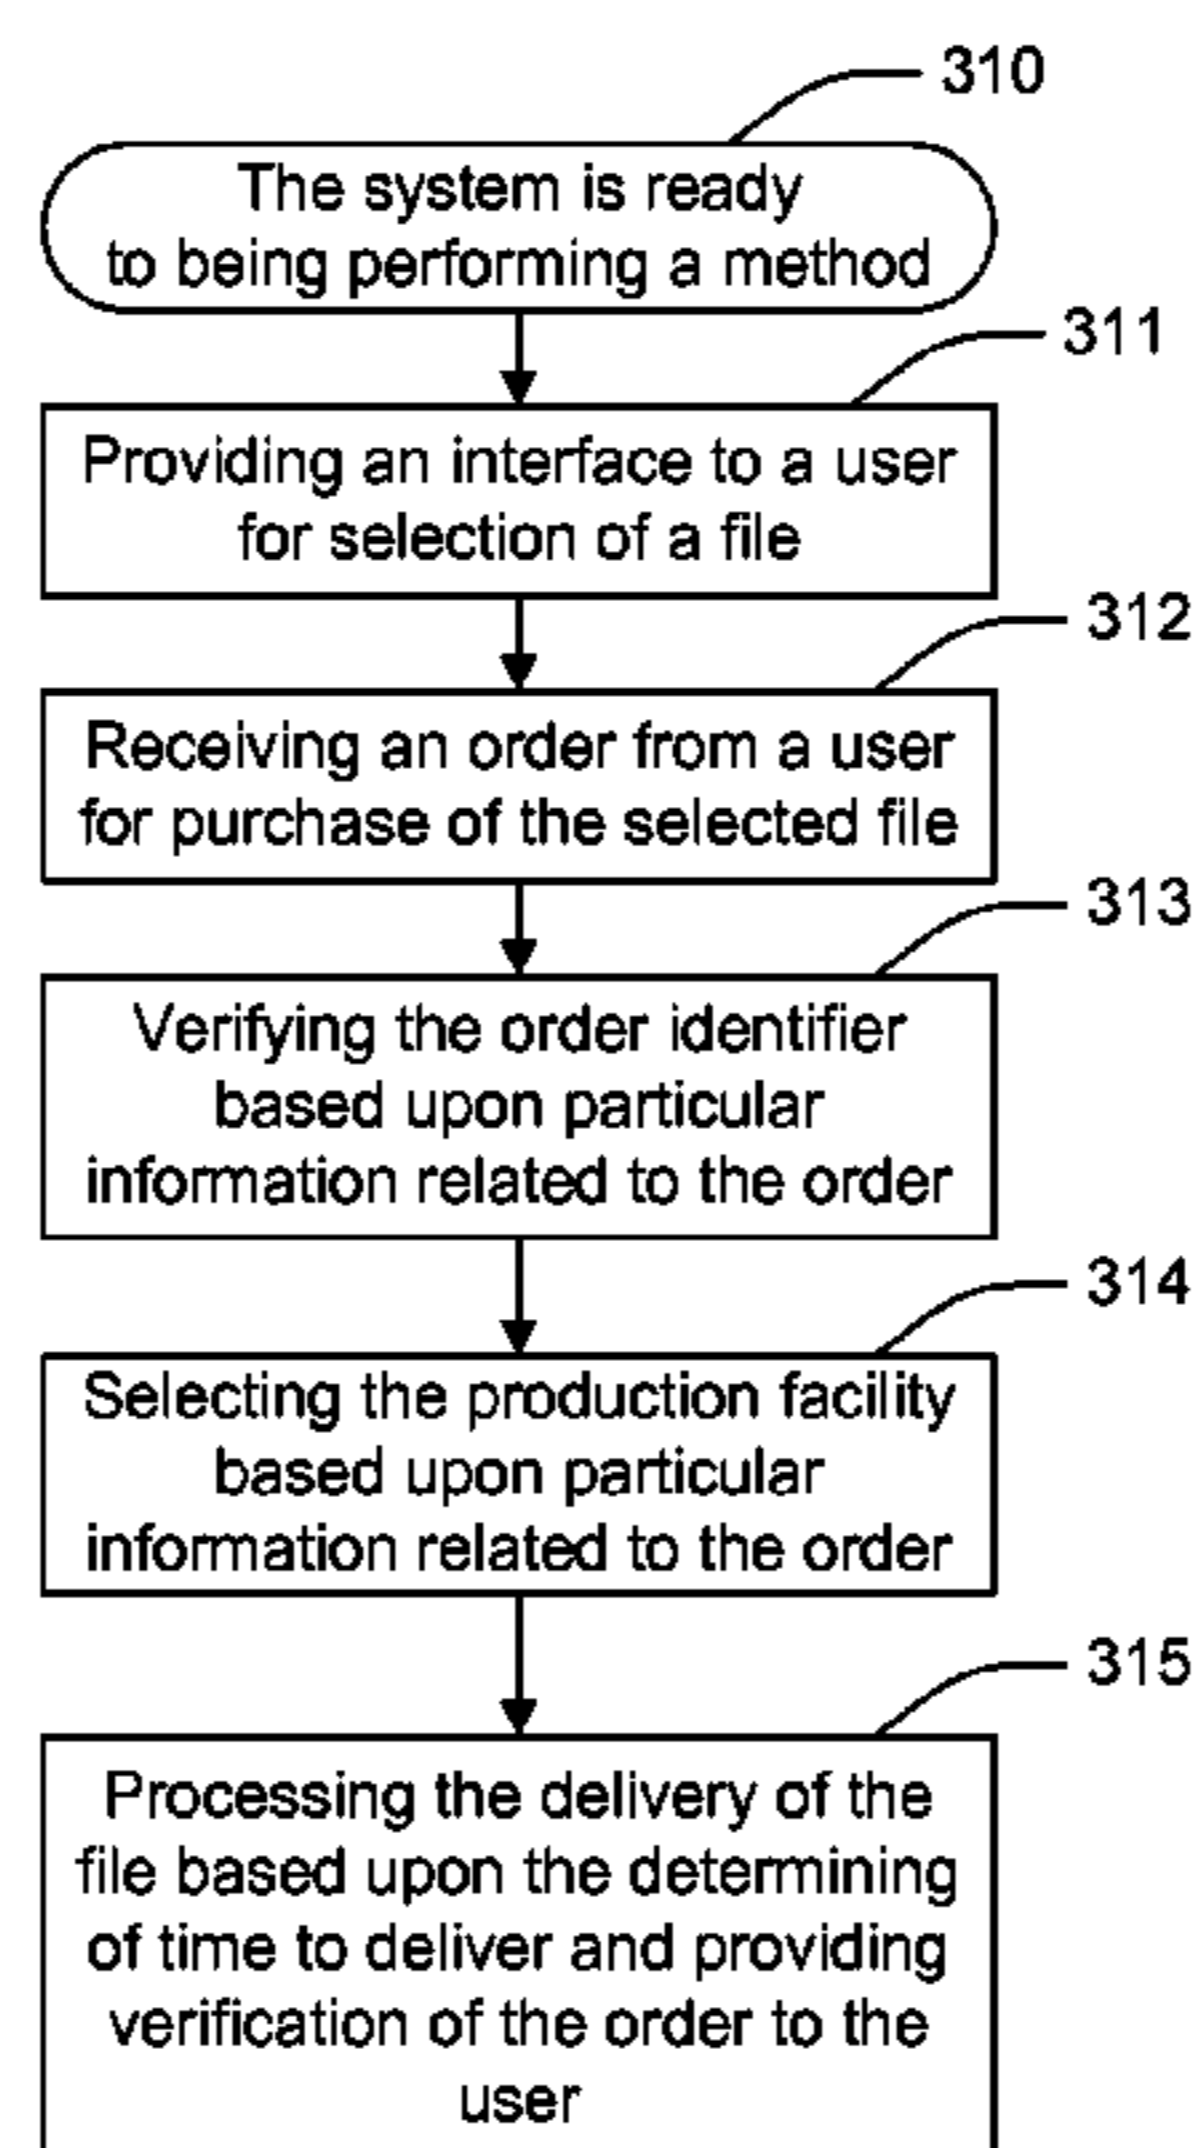 310
The system is ready
to being performing a method
311
Providing an interface to a user
for selection of a file
312
Receiving an order from a user
for purchase of the selected file
313
Verifying the order identifier
based upon particular
information related to the order
314
Selecting the production facility
based upon particular
information related to the order
315
Processing the delivery of the
file based upon the determining
of time to deliver and providing
verification of the order to the
user